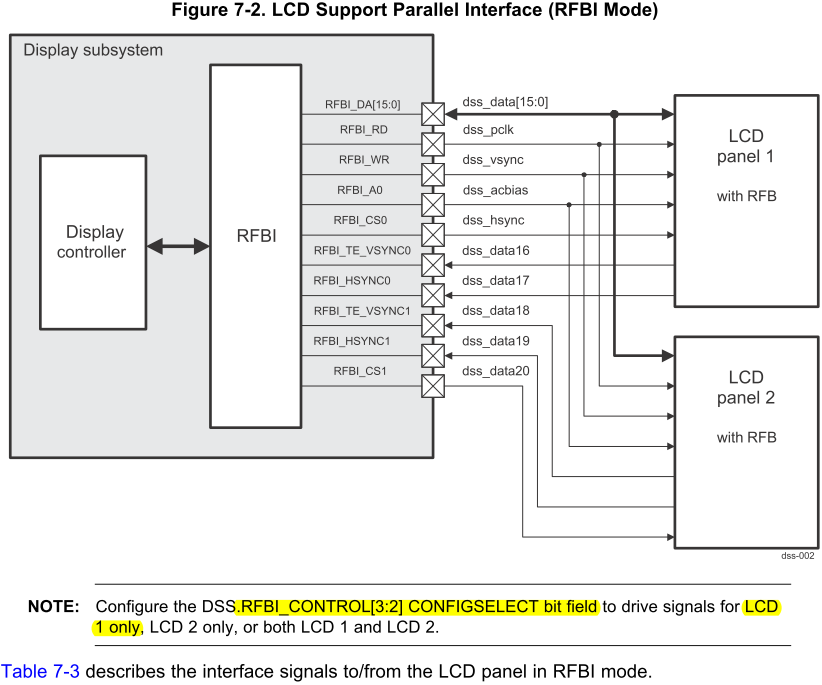 Figure 7-2. LCD Support Parallel Interface (RFBI Mode)
Display subsystem
Display
controller
RFBI
RFBI_DA[15:0]
RFBI_RD
RFBI_WR
RFBI_A0
RFBI_CS0
RFBI_TE_VSYNC0
RFBI_HSYNC0
RFBI_TE_VSYNC1
RFBI_HSYNC1
RFBI_CS1
dss_data[15:0]
dss_pclk
dss_vsync
dss_acbias
dss_hsync
dss_data16
dss_data17
dss_data18
dss_data19
dss_data20
LCD
panel 1
with RFB
LCD
panel 2
with RFB
dss-002
NOTE: Configure the DSS.RFBI_CONTROL[3:2] CONFIGSELECT bit field to drive signals for LCD
1 only, LCD 2 only, or both LCD 1 and LCD 2.
Table 7-3 describes the interface signals to/from the LCD panel in RFBI mode.